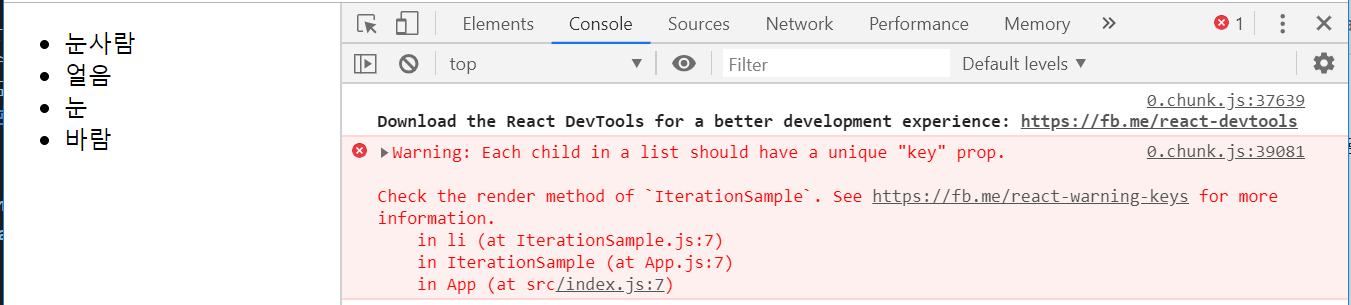 눈사람
얼음
눈
바람
Elements Console Sources Network Performance Memory 1
top Filter Default levels
0.chunk.js:37639
Download the React DevTools for a better development experience: https://fb.me/react-devtools
Warning: Each child in a list should have a unique "key" prop. 0.chunk.js:39081
Check the render method of `IterationSample`. See https://fb.me/react-warning-keys for more
information.
in li (at IterationSample.js:7)
in IterationSample (at App.js:7)
in App (at src/index.js:7)